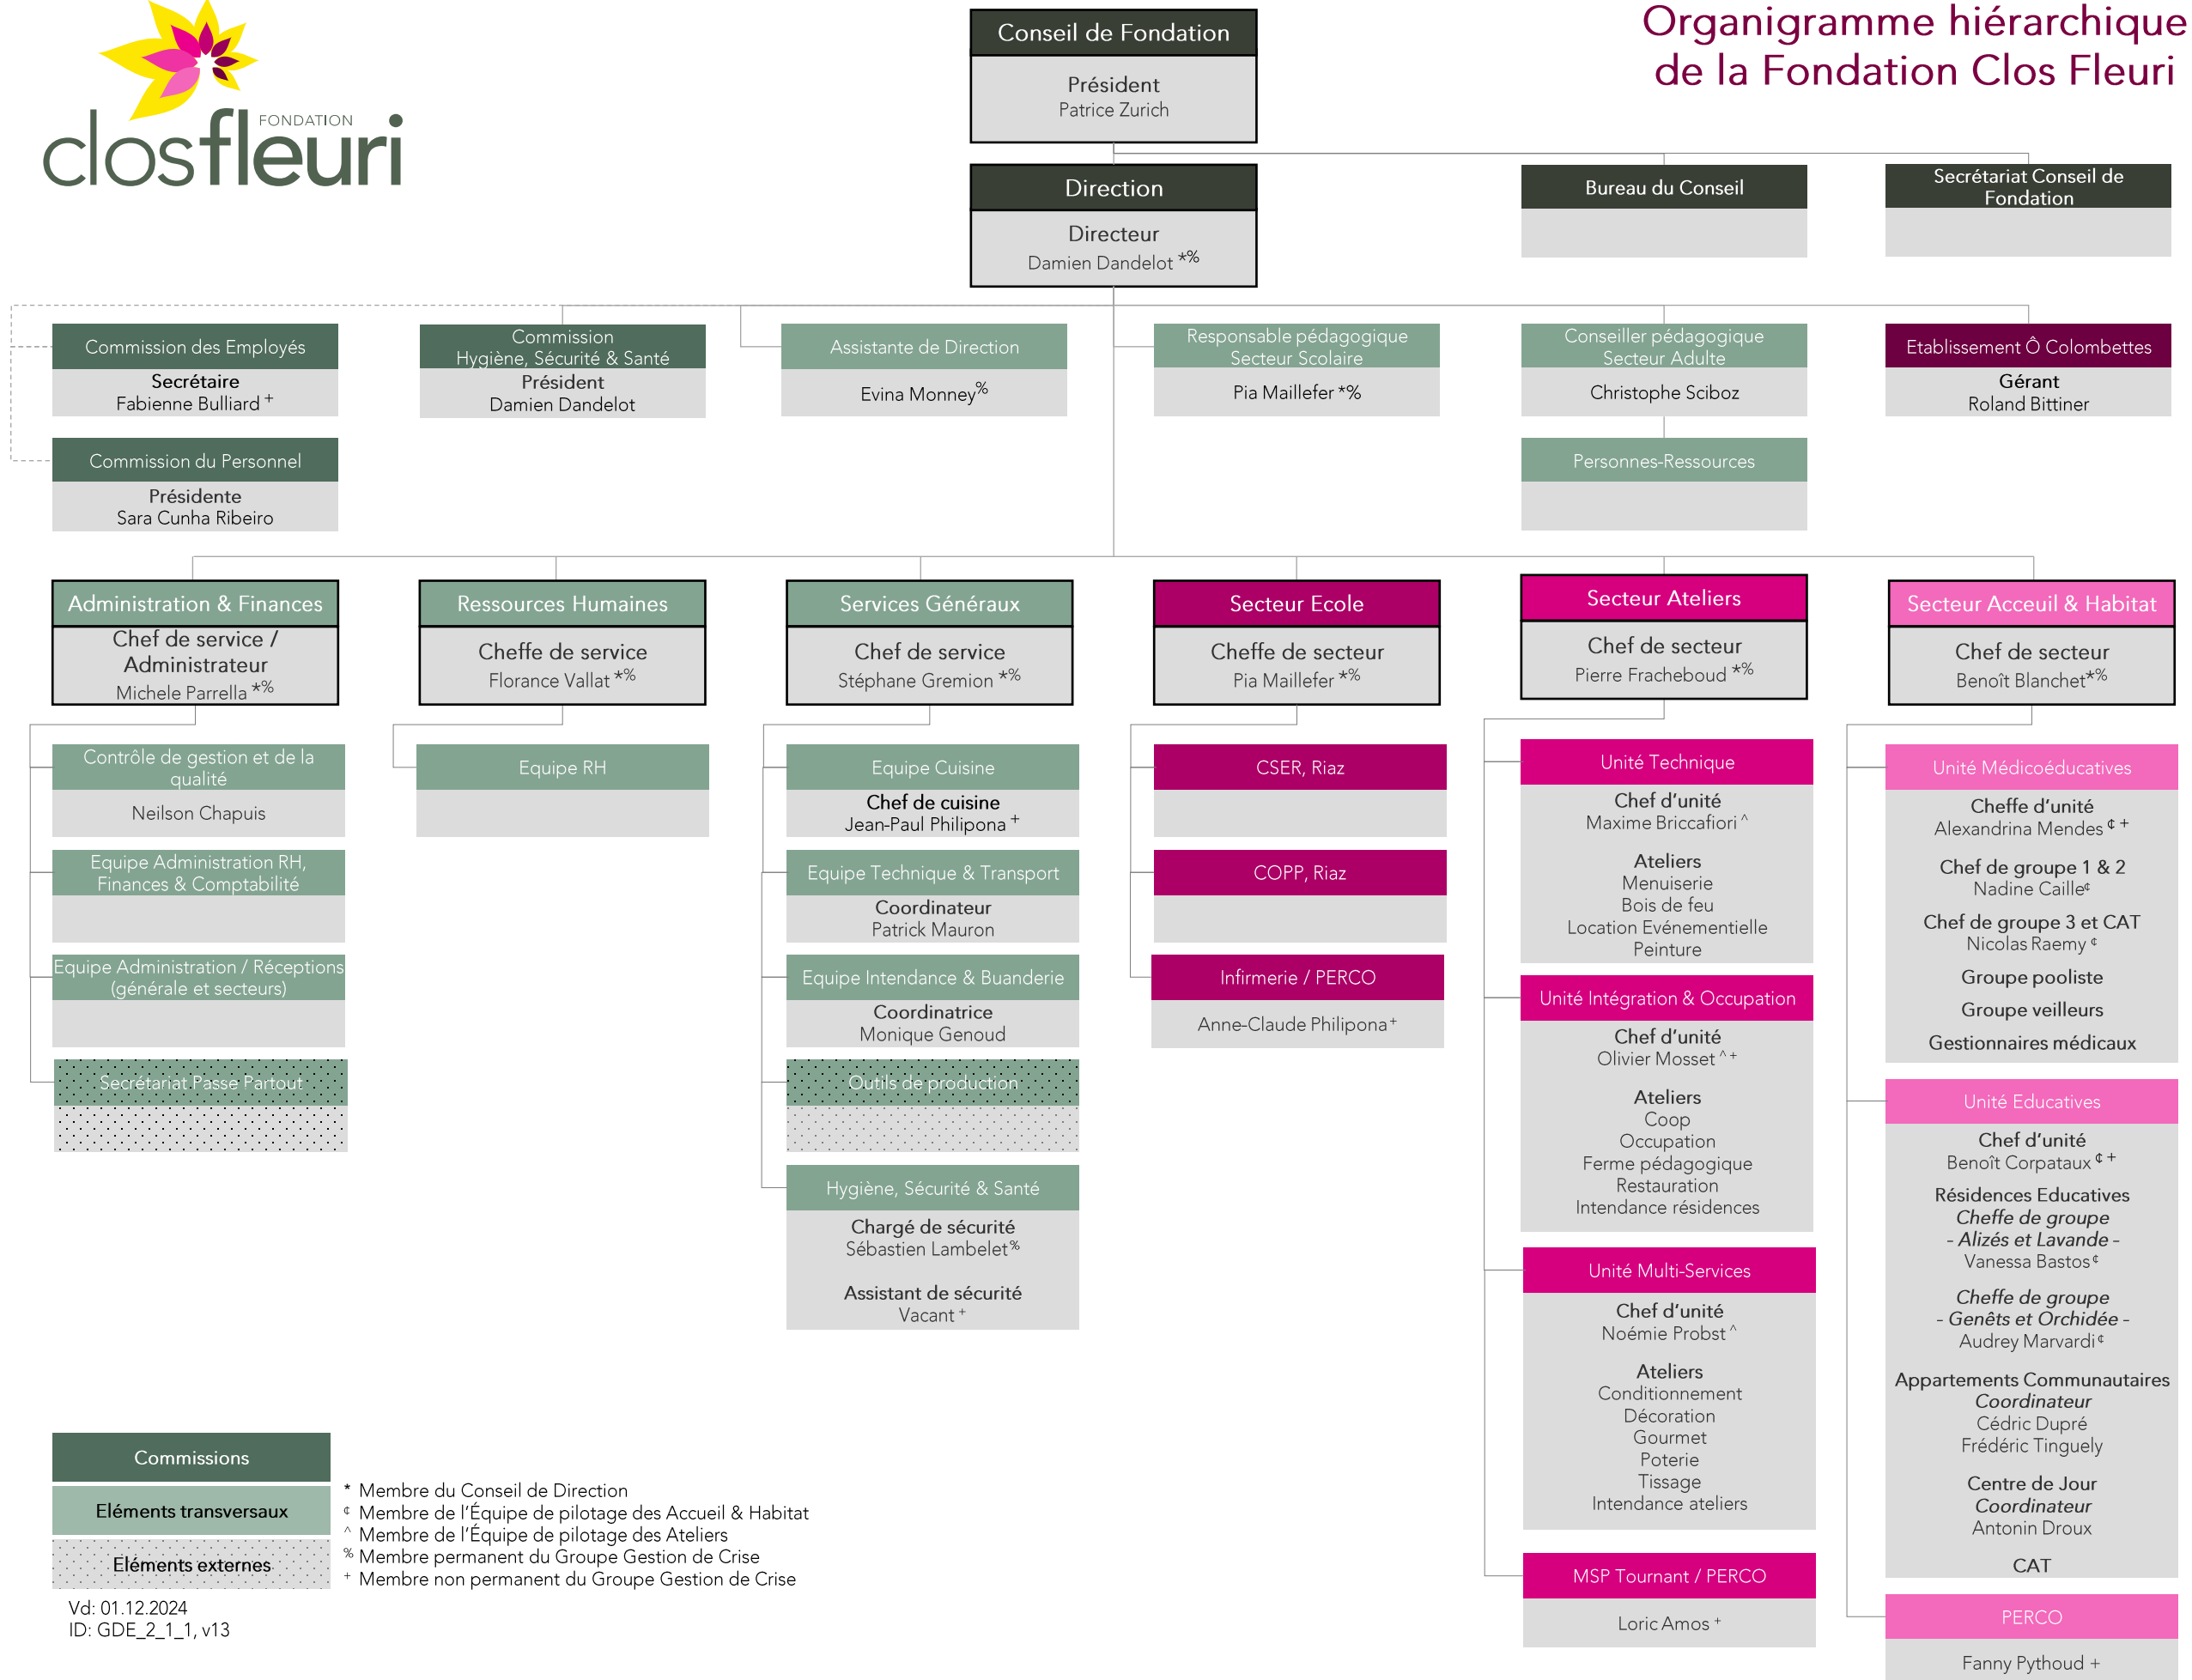 Organigramme hiérarchique
de la Fondation Clos Fleuri
FONDATION
closfleuri
Conseil de Fondation
Président
Patrice Zurich
Direction
Directeur
Damien Dandelot *%
Bureau du Conseil
Secrétariat Conseil de
Fondation
Commission des Employés
Secrétaire
Fabienne Bulliard +
Commission
Hygiène, Sécurité & Santé
Président
Damien Dandelot
Assistante de Direction
Evina Monney%
Responsable pédagogique
Secteur Scolaire
Pia Maillefer *%
Conseiller pédagogique
Secteur Adulte
Christophe Sciboz
Etablissement Ô Colombettes
Gérant
Roland Bittiner
Commission du Personnel
Présidente
Sara Cunha Ribeiro
Personnes-Ressources
Administration & Finances
Chef de service /
Administrateur
Michele Parrella *%
Contrôle de gestion et de la
qualité
Neilson Chapuis
Equipe Administration RH,
Finances & Comptabilité
Equipe Administration / Réceptions
(générale et secteurs)
Secrétariat Passe Partout
Ressources Humaines
Cheffe de service
Florance Vallat *%
Equipe RH
Services Généraux
Chef de service
Stéphane Gremion *%
Equipe Cuisine
Chef de cuisine
Jean-Paul Philipona +
Equipe Technique & Transport
Coordinateur
Patrick Mauron
Equipe Intendance & Buanderie
Coordinatrice
Monique Genoud
Outils de production
Hygiène, Sécurité & Santé
Chargé de sécurité
Sébastien Lambelet%
Assistant de sécurité
Vacant +
Secteur Ecole
Cheffe de secteur
Pia Maillefer *%
CSER, Riaz
COPP, Riaz
Infirmerie / PERCO
Anne-Claude Philipona+
Secteur Ateliers
Chef de secteur
Pierre Fracheboud *%
Unité Technique
Chef d’unité
Maxime Briccafiori ^
Ateliers
Menuiserie
Bois de feu
Location Evénementielle
Peinture
Unité Intégration & Occupation
Chef d’unité
Olivier Mosset ^ +
Ateliers
Coop
Occupation
Ferme pédagogique
Restauration
Intendance résidences
Unité Multi-Services
Chef d’unité
Noémie Probst ^
Ateliers
Conditionnement
Décoration
Gourmet
Poterie
Tissage
Intendance ateliers
MSP Tournant / PERCO
Loric Amos +
Secteur Acceuil & Habitat
Chef de secteur
Benoît Blanchet*%
Unité Médicoéducatives
Cheffe d’unité
Alexandrina Mendes ¢ +
Chef de groupe 1 & 2
Nadine Caille¢
Chef de groupe 3 et CAT
Nicolas Raemy ¢
Groupe pooliste
Groupe veilleurs
Gestionnaires médicaux
Unité Educatives
Chef d’unité
Benoît Corpataux ¢ +
Résidences Educatives
Cheffe de groupe
- Alizés et Lavande -
Vanessa Bastos ¢
Cheffe de groupe
- Genêts et Orchidée -
Audrey Marvardi ¢
Appartements Communautaires
Coordinateur
Cédric Dupré
Frédéric Tinguely
Centre de Jour
Coordinateur
Antonin Droux
CAT
PERCO
Fanny Pythoud +
Commissions
Eléments transversaux
Eléments externes
* Membre du Conseil de Direction
¢ Membre de l’Équipe de pilotage des Accueil & Habitat
^ Membre de l’Équipe de pilotage des Ateliers
% Membre permanent du Groupe Gestion de Crise
+ Membre non permanent du Groupe Gestion de Crise
Vd: 01.12.2024
ID: GDE_2_1_1, v13